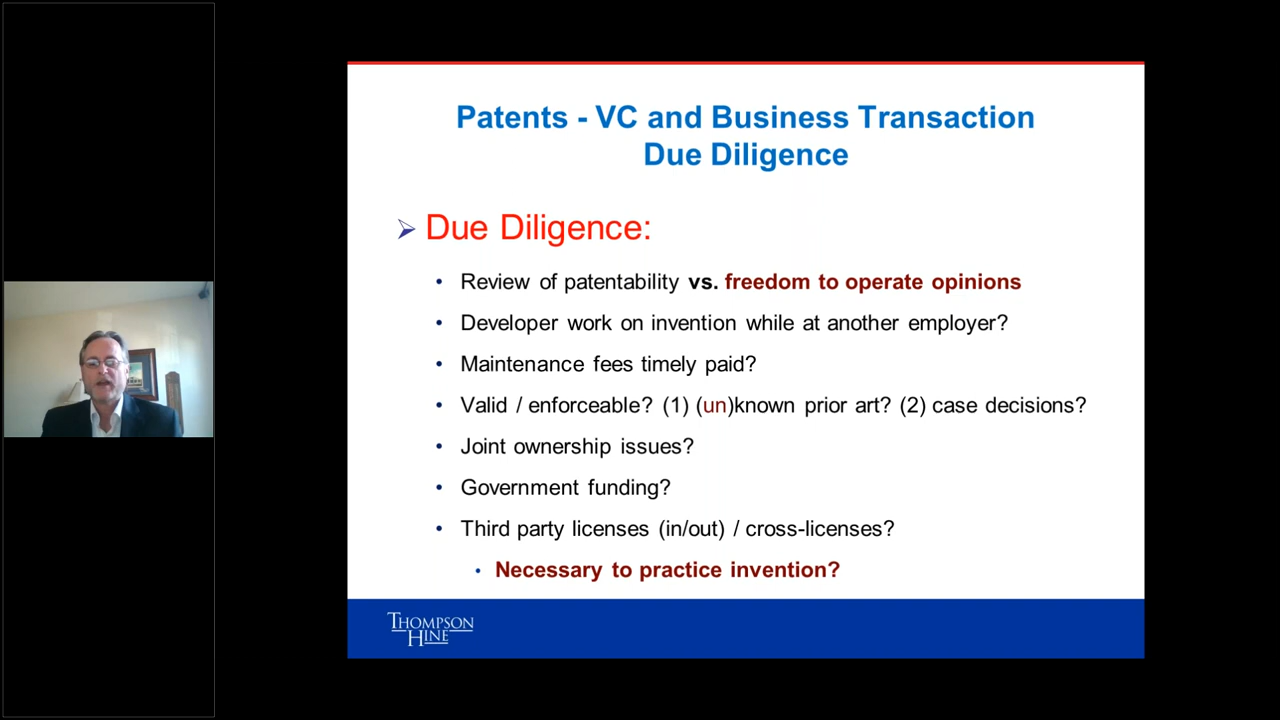 Patents - VC and Business Transaction
Due Diligence
Due Diligence:
Review of patentability vs. freedom to operate opinions
Developer work on invention while at another employer?
Maintenance fees timely paid?
Valid / enforceable? (1) (un)known prior art? (2) case decisions?
Joint ownership issues?
Government funding?
Third party licenses (in/out) / cross-licenses?
Necessary to practice invention?
THOMPSON
HINE